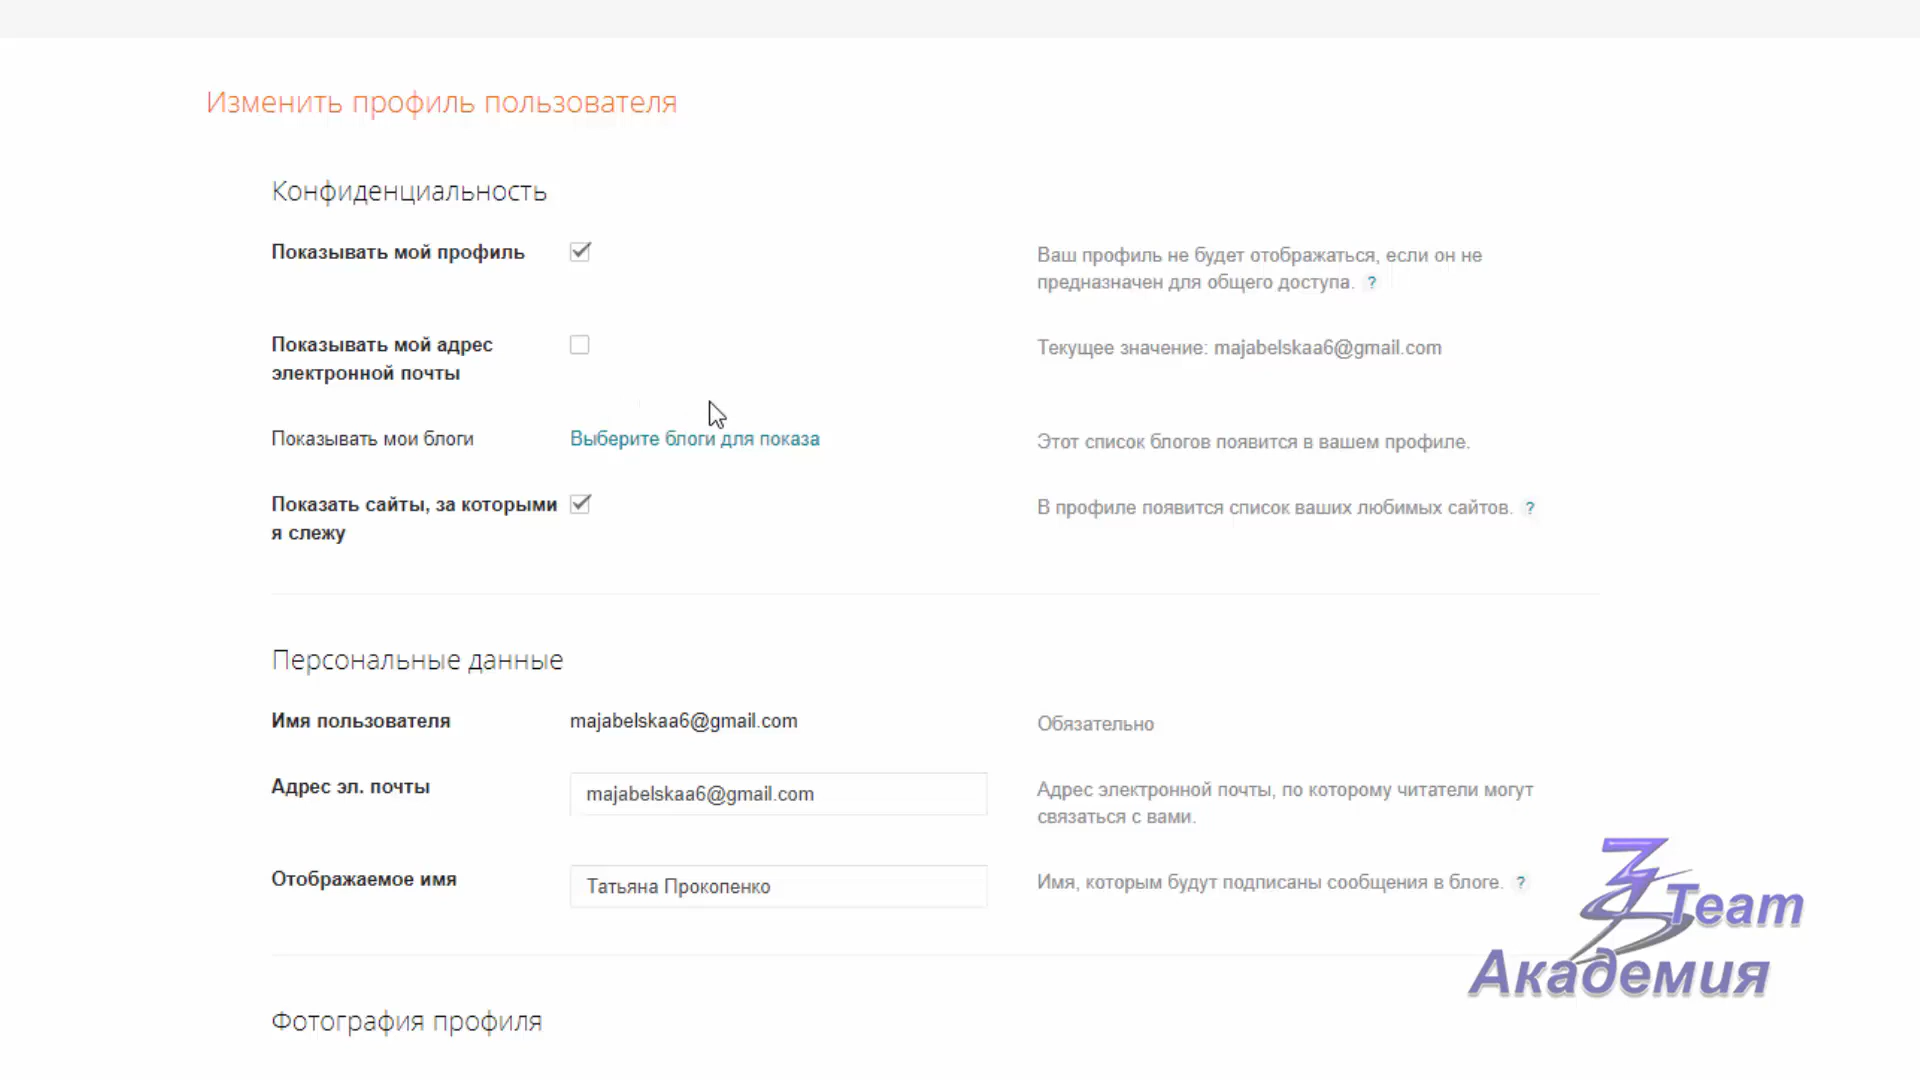 Изменить профиль пользователя
Конфиденциальность
Показывать мой профиль
Ваш профиль не будет отображаться, если он не
предназначен для общего доступа. ?
Показывать мой адрес
электронной почты
Текущее значение: majabelskaa6@gmail.com
Показывать мои блоги
Выберите блоги для показа
Этот список блогов появится в вашем профиле.
Показать сайты, за которыми
я слежу
В профиле появится список ваших любимых сайтов. ?
Персональные данные
Имя пользователя
majabelskaa6@gmail.com
Обязательно
Адрес эл. почты
majabelskaa6@gmail.com
Адрес электронной почты, по которому читатели могут
связаться с вами.
Отображаемое имя
Татьяна Прокопенко
Имя, которым будут подписаны сообщения в блоге. ?
Team
Академия
Фотография профиля